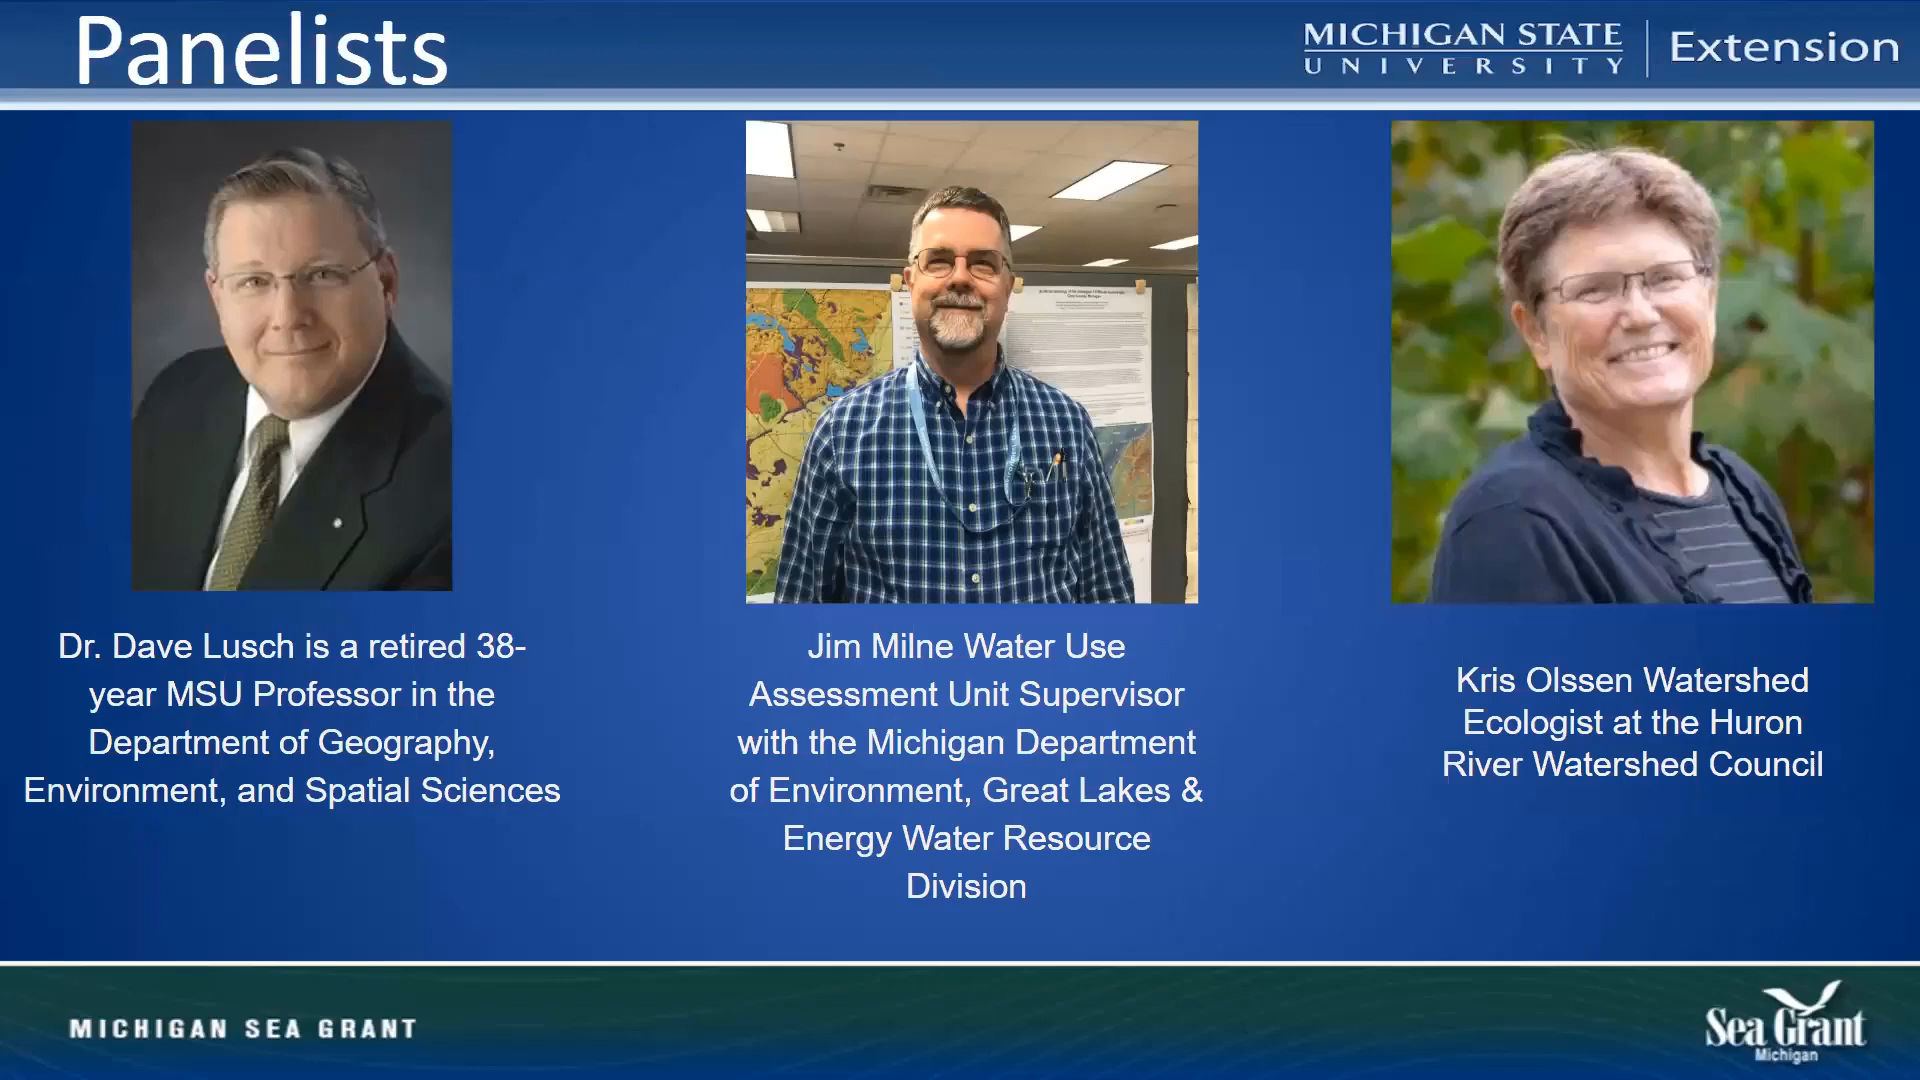 Panelists
MICHIGAN STATE
UNIVERSITY
Extension
Dr. Dave Lusch is a retired 38-
year MSU Professor in the
Department of Geography,
Environment, and Spatial Sciences
Jim Milne Water Use
Assessment Unit Supervisor
with the Michigan Department
of Environment, Great Lakes &
Energy Water Resource
Division
Kris Olssen Watershed
Ecologist at the Huron
River Watershed Council
MICHIGAN SEA GRANT
Sea Grant
Michigan